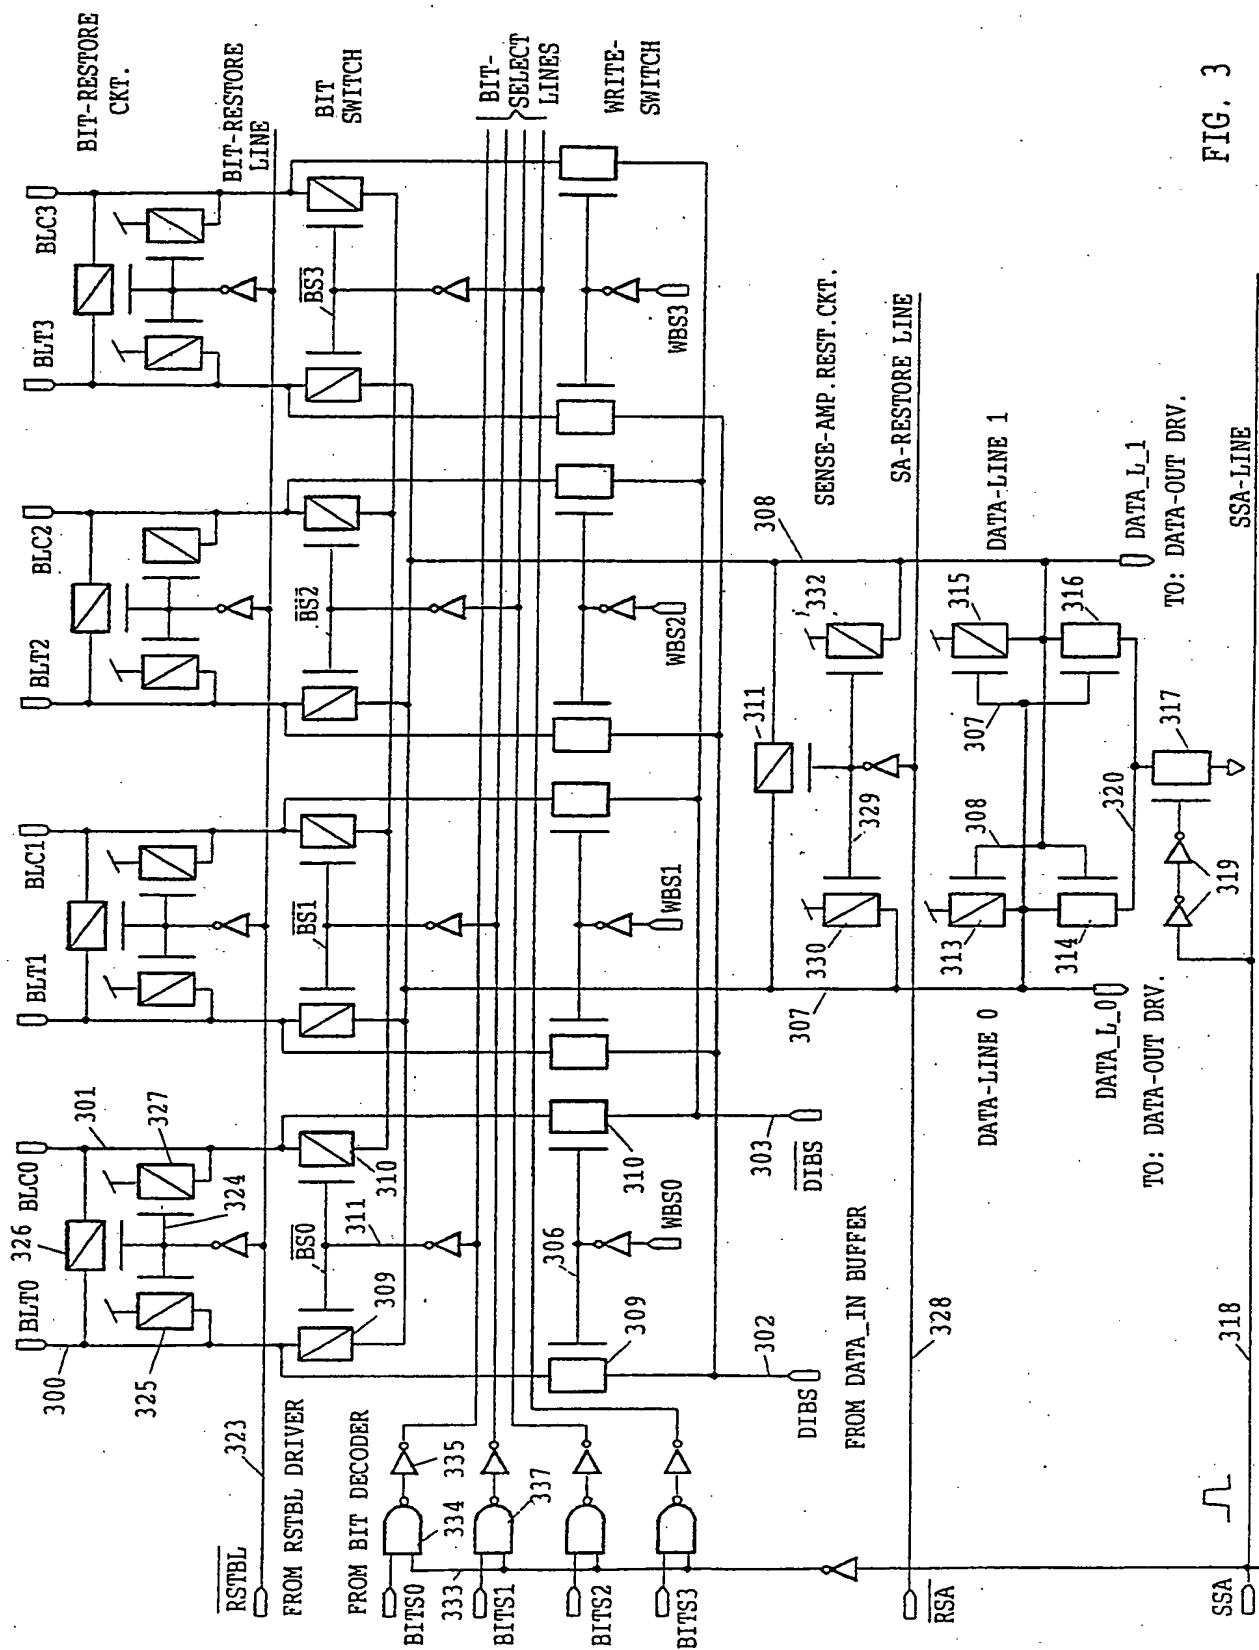 BIT-RESTORE
CKT.
BIT-RESTORE
LINE
BIT
SWITCH
BIT-
SELECT
LINES
WRITE-
SWITCH
FIG. 3
BLT0
BLC0
BLT1
BLC1
BLT2
BLC2
BLT3
BLC3
300
326
301
327
324
325
RSTBL
323
FROM RSTBL DRIVER
BS0
BS1
BS2
BS3
309
311
310
FROM BIT DECODER
BITS0
BITS1
BITS2
BITS3
333
334
335
337
309
306
310
WBS0
WBS1
WBS2
WBS3
302
303
DIBS
DIBS
FROM DATA_IN BUFFER
311
308
307
SENSE-AMP.REST.CKT.
SA-RESTORE LINE
330
329
332
RSA
328
DATA-LINE 0
DATA-LINE 1
313
308
307
315
314
316
320
317
319
DATA_L_0
TO: DATA-OUT DRV.
DATA_L_1
TO: DATA-OUT DRV.
SSA
318
SSA-LINE